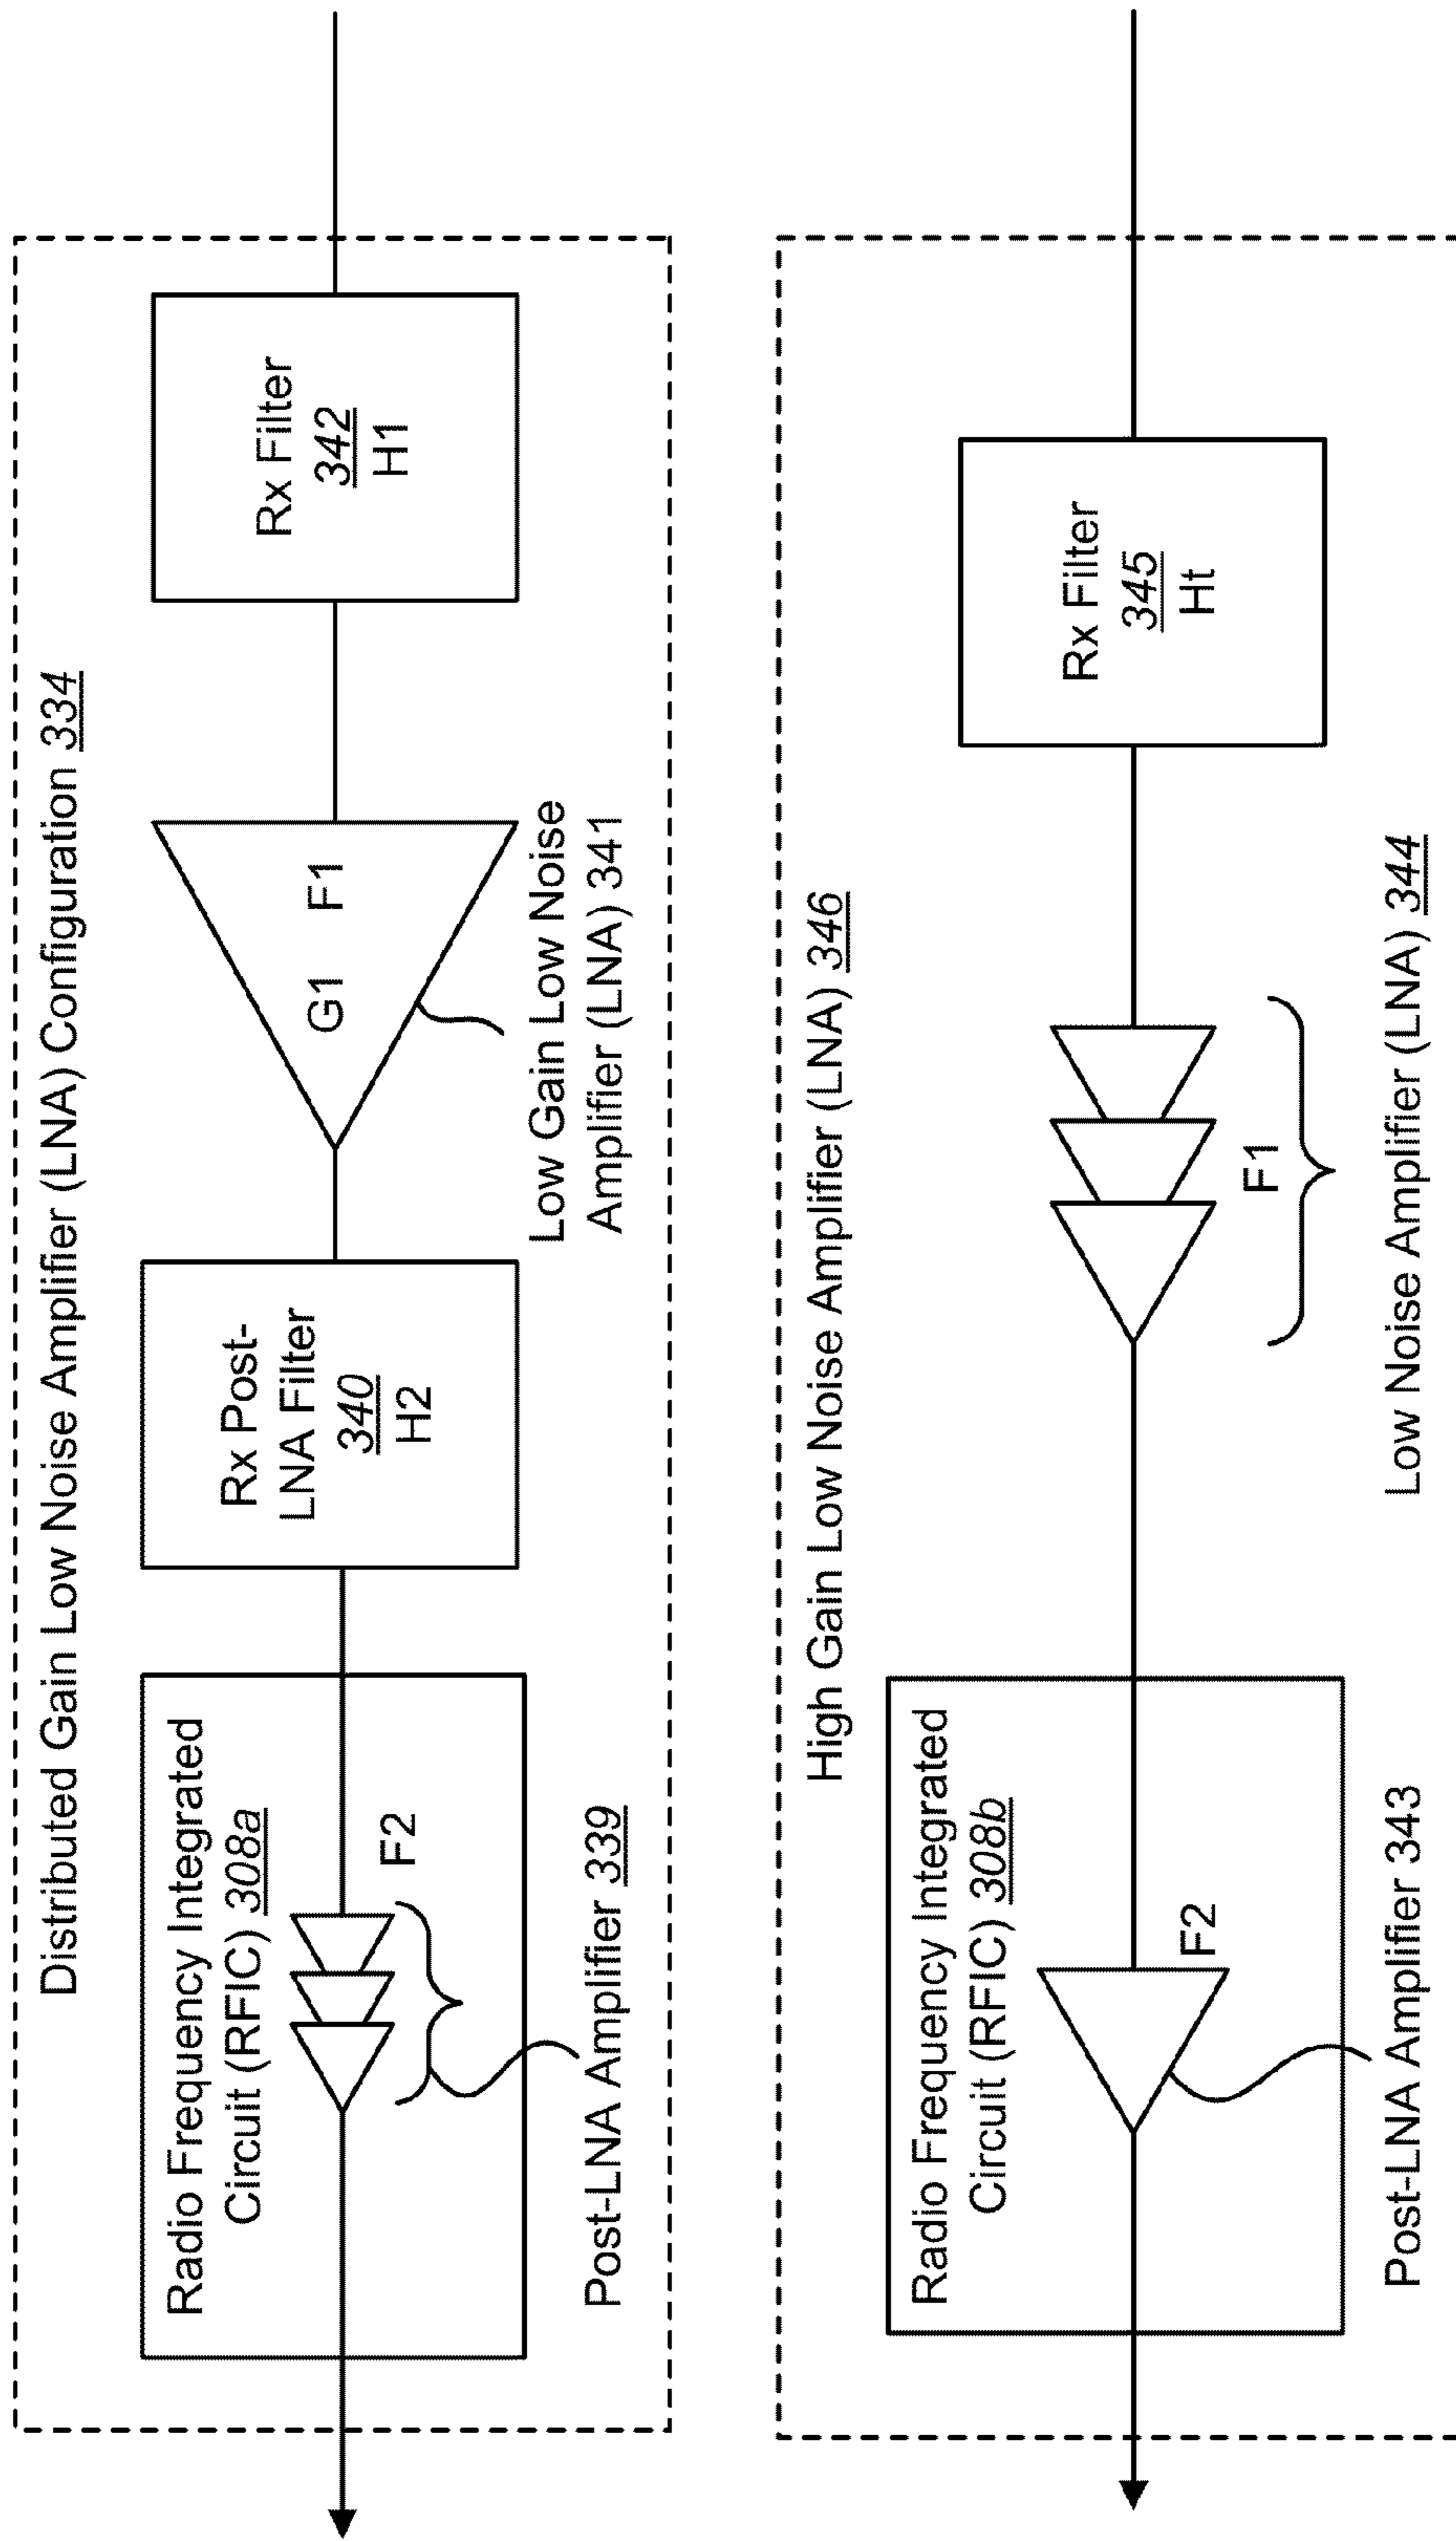 Distributed Gain Low Noise Amplifier (LNA) Configuration 334
Radio Frequency Integrated
Circuit (RFIC) 308a
F2
Post-LNA Amplifier 339
Rx Post-
LNA Filter
340
H2
G1 F1
Low Gain Low Noise
Amplifier (LNA) 341
Rx Filter
342
H1
High Gain Low Noise Amplifier (LNA) 346
Radio Frequency Integrated
Circuit (RFIC) 308b
F2
Post-LNA Amplifier 343
F1
Low Noise Amplifier (LNA) 344
Rx Filter
345
Ht